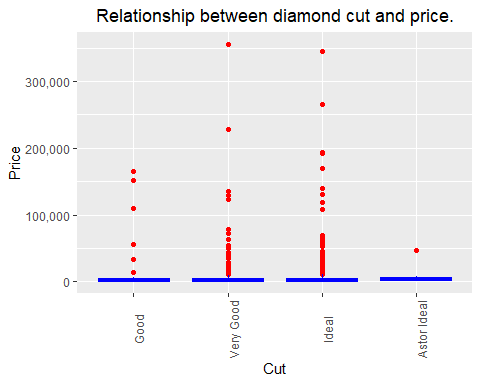 Relationship between diamond cut and price.
300,000
200,000
100,000
0
Price
Good
Very Good
Ideal
Astor Ideal
Cut